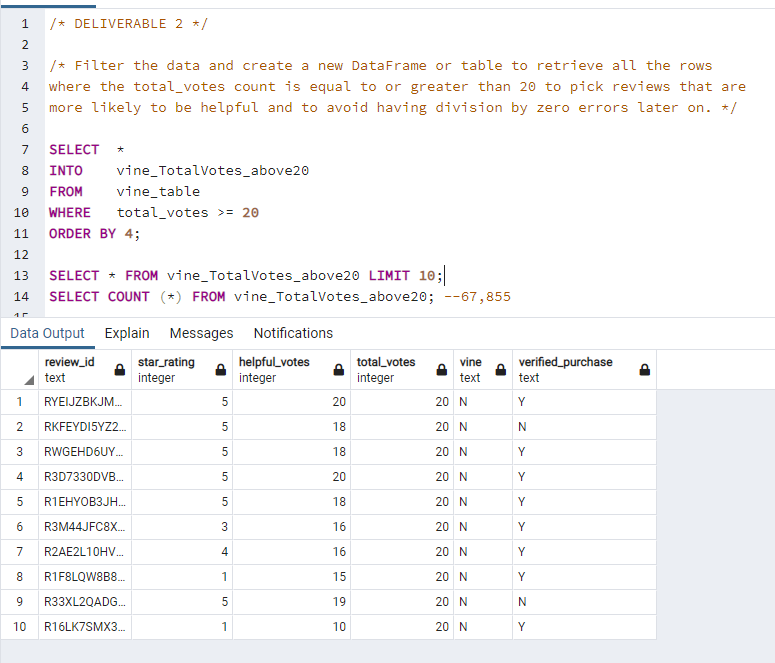 1 /* DELIVERABLE 2 */
2
3 /* Filter the data and create a new DataFrame or table to retrieve all the rows
4 where the total_votes count is equal to or greater than 20 to pick reviews that are
5 more likely to be helpful and to avoid having division by zero errors later on. */
6
7 SELECT *
8 INTO vine_TotalVotes_above20
9 FROM vine_table
10 WHERE total_votes >= 20
11 ORDER BY 4;
12
13 SELECT * FROM vine_TotalVotes_above20 LIMIT 10;
14 SELECT COUNT (*) FROM vine_TotalVotes_above20; --67,855
Data Output Explain Messages Notifications
review_id star_rating helpful_votes total_votes vine verified_purchase
text integer integer integer text text
1 RYEIJZBKJM... 5 20 20 N Y
2 RKFEYDI5YZ2... 5 18 20 N N
3 RWGEHD6UY... 5 18 20 N Y
4 R3D7330DVB... 5 20 20 N Y
5 R1EHYOB3JH... 5 18 20 N Y
6 R3M44JFC8X... 3 16 20 N Y
7 R2AE2L10HV... 4 16 20 N Y
8 R1F8LQW8B8... 1 15 20 N Y
9 R33XL2QADG... 5 19 20 N N
10 R16LK7SMX3... 1 10 20 N Y